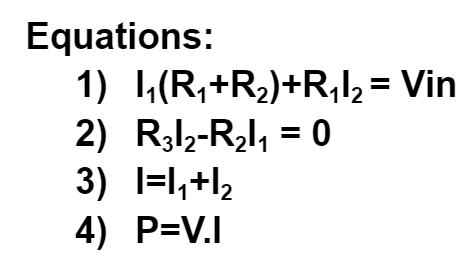 Equations:
1) I₁(R₁+R₂)+R₁I₂ = Vin
2) R₃I₂-R₂I₁ = 0
3) I=I₁+I₂
4) P=V.I